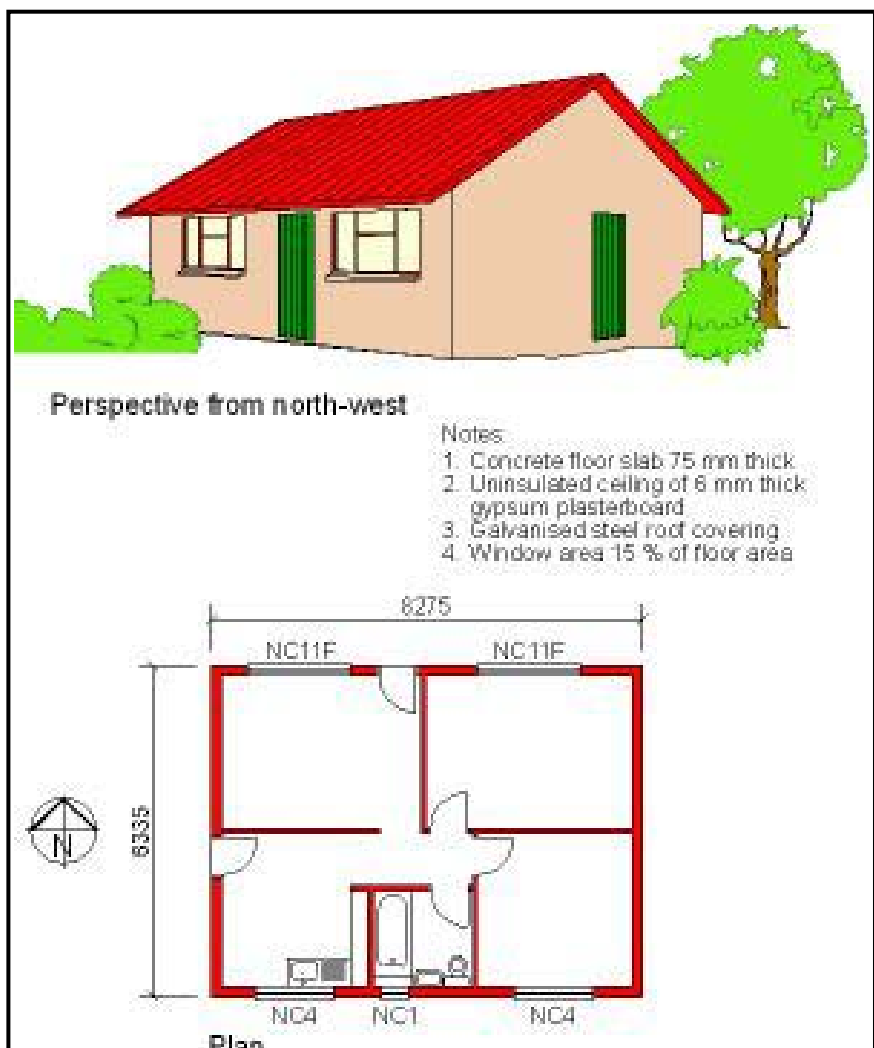 Perspective from north-west
Notes:
1. Concrete floor slab 75 mm thick
2. Uninsulated ceiling of 6 mm thick
gypsum plasterboard
3. Galvanised steel roof covering
4. Window area 15 % of floor area
8275
NC11F NC11F
6335
N
NC4 NC1 NC4
Plan